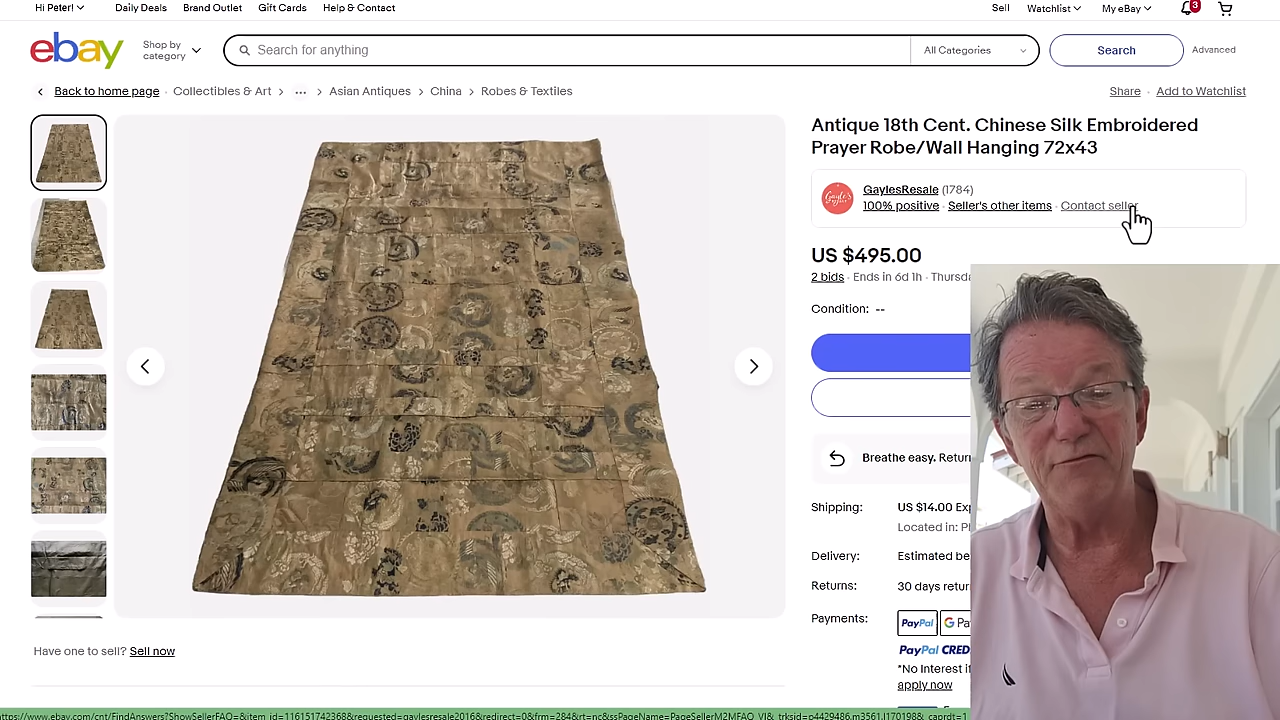 Hi Peter! Daily Deals Brand Outlet Gift Cards Help & Contact Sell Watchlist My eBay 3
ebay Shop by category Search for anything All Categories Search Advanced
Back to home page · Collectibles & Art ... Asian Antiques China Robes & Textiles Share · Add to Watchlist
Antique 18th Cent. Chinese Silk Embroidered
Prayer Robe/Wall Hanging 72x43
Gayle's
GaylesResale (1784)
100% positive · Seller's other items · Contact seller
US $495.00
2 bids · Ends in 6d 1h · Thursda
Condition: --
Breathe easy. Return
Shipping: US $14.00 Exp
Located in:
Delivery: Estimated be
Returns: 30 days retur
Payments: PayPal G Pa
PayPal CRED
*No Interest i
apply now
Have one to sell? Sell now